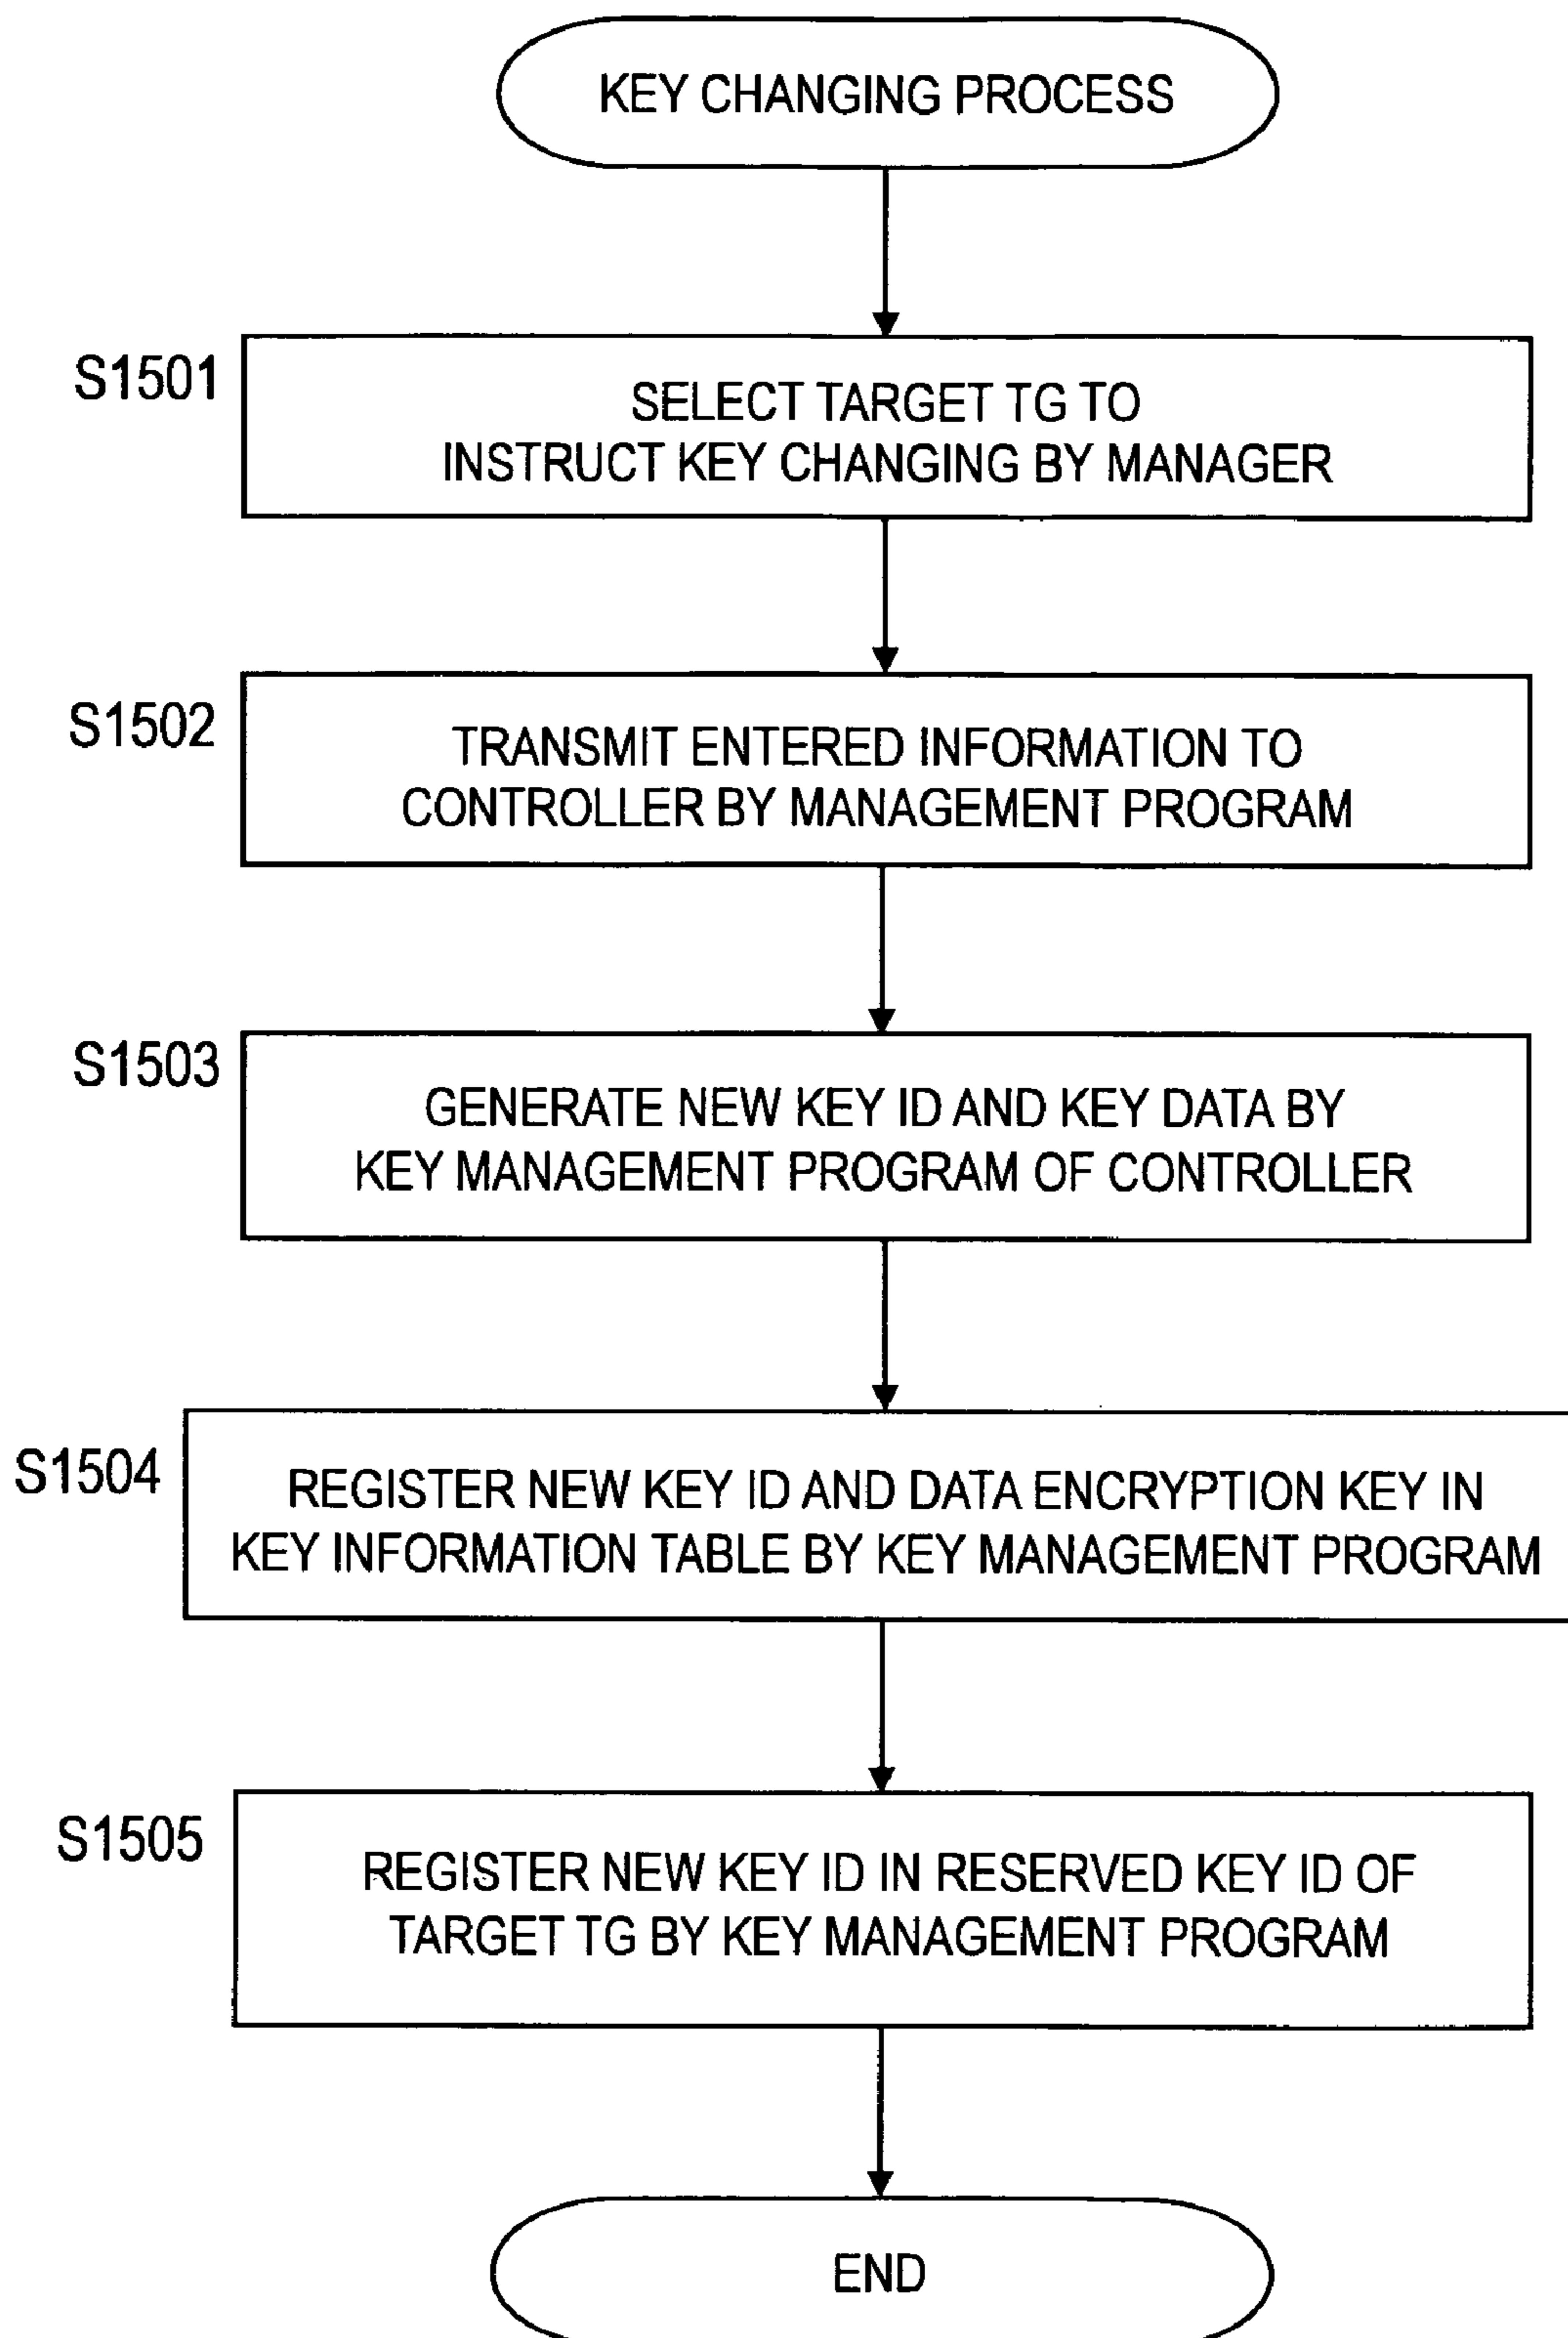 KEY CHANGING PROCESS
S1501
SELECT TARGET TG TO
INSTRUCT KEY CHANGING BY MANAGER
S1502
TRANSMIT ENTERED INFORMATION TO
CONTROLLER BY MANAGEMENT PROGRAM
S1503
GENERATE NEW KEY ID AND KEY DATA BY
KEY MANAGEMENT PROGRAM OF CONTROLLER
S1504
REGISTER NEW KEY ID AND DATA ENCRYPTION KEY IN
KEY INFORMATION TABLE BY KEY MANAGEMENT PROGRAM
S1505
REGISTER NEW KEY ID IN RESERVED KEY ID OF
TARGET TG BY KEY MANAGEMENT PROGRAM
END